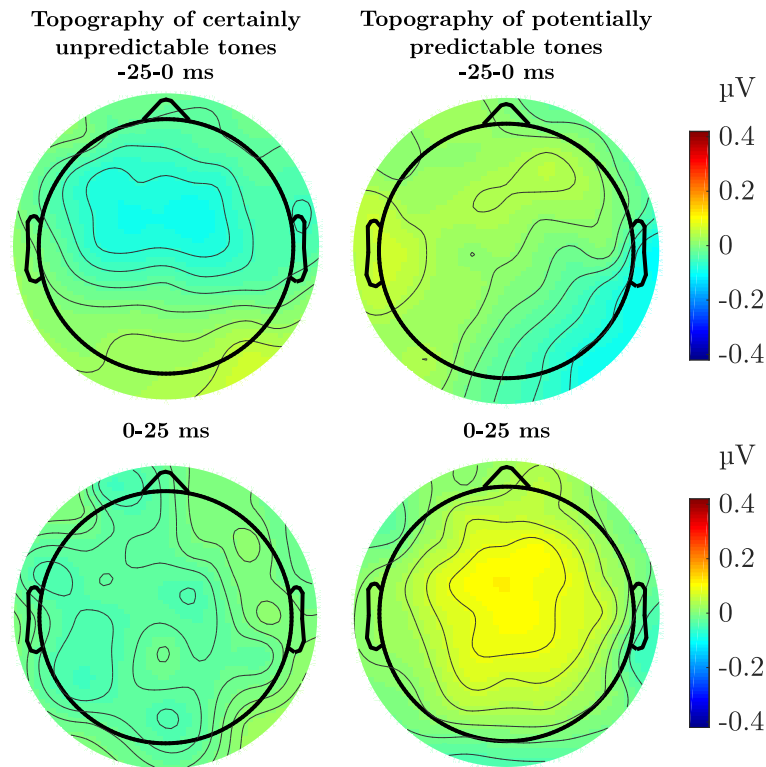 Topography of certainly
unpredictable tones
-25-0 ms
Topography of potentially
predictable tones
-25-0 ms
µV
0.4
0.2
0
-0.2
-0.4
0-25 ms
0-25 ms
µV
0.4
0.2
0
-0.2
-0.4